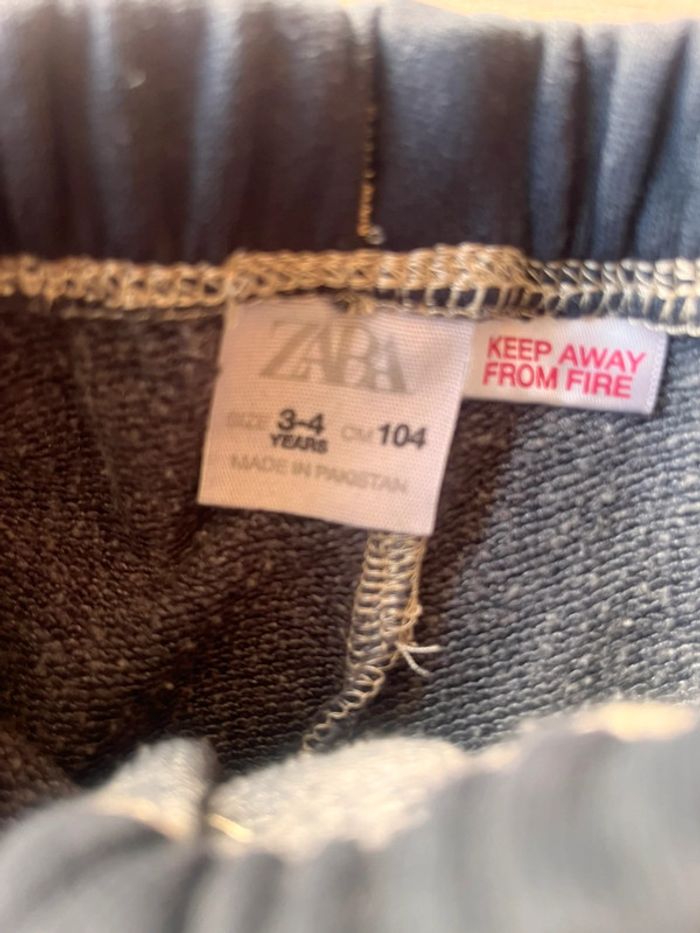 ZARA
SIZE 3-4 YEARS CM 104
MADE IN PAKISTAN
KEEP AWAY
FROM FIRE